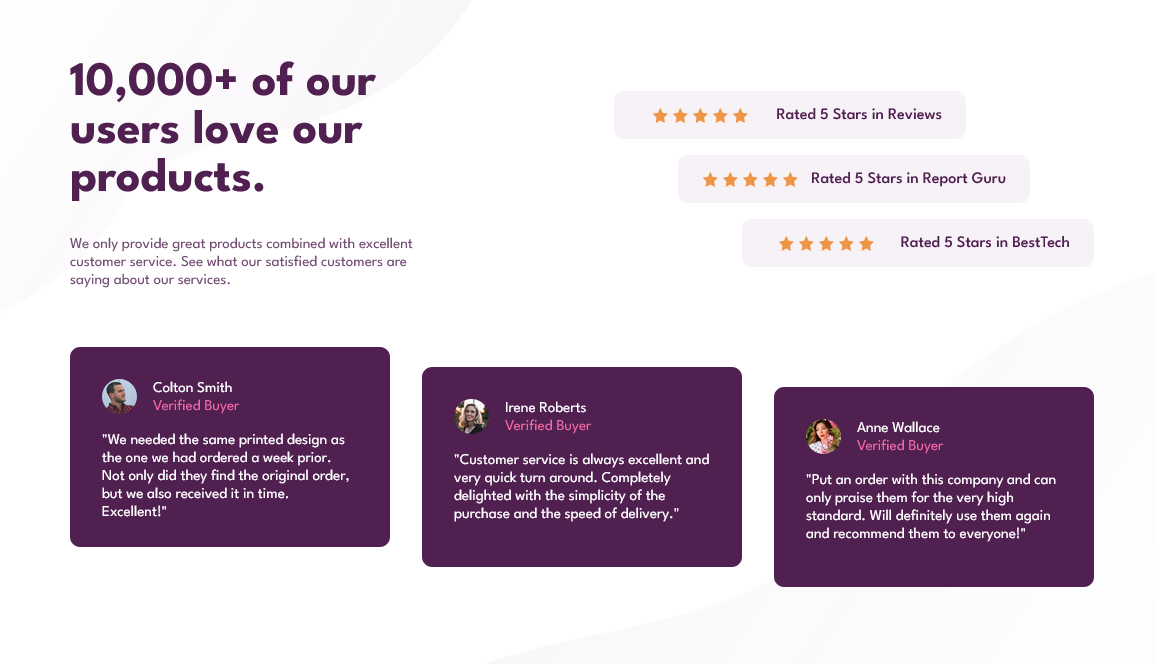 10,000+ of our
users love our
products.
We only provide great products combined with excellent
customer service. See what our satisfied customers are
saying about our services.
Rated 5 Stars in Reviews
Rated 5 Stars in Report Guru
Rated 5 Stars in BestTech
Colton Smith
Verified Buyer
"We needed the same printed design as
the one we had ordered a week prior.
Not only did they find the original order,
but we also received it in time.
Excellent!"
Irene Roberts
Verified Buyer
"Customer service is always excellent and
very quick turn around. Completely
delighted with the simplicity of the
purchase and the speed of delivery."
Anne Wallace
Verified Buyer
"Put an order with this company and can
only praise them for the very high
standard. Will definitely use them again
and recommend them to everyone!"